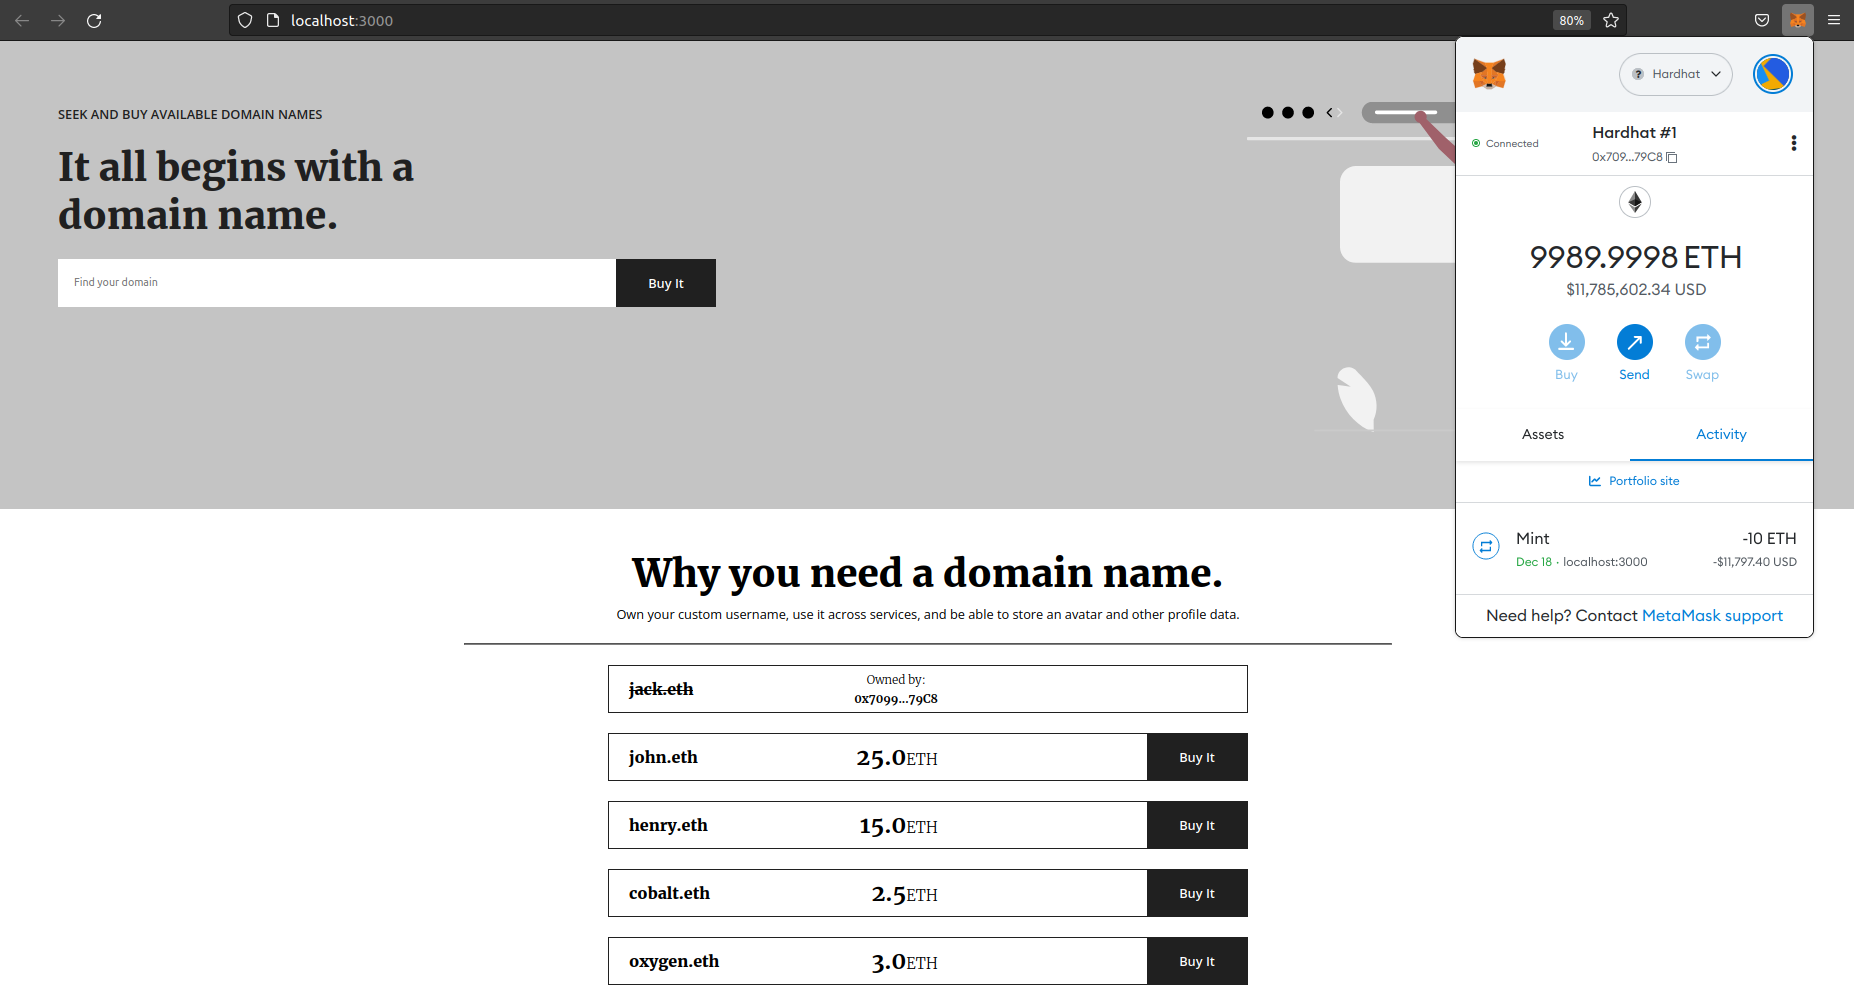 localhost:3000
80%
SEEK AND BUY AVAILABLE DOMAIN NAMES
It all begins with a
domain name.
Find your domain
Buy It
Hardhat
Connected
Hardhat #1
0x709...79C8
9989.9998 ETH
$11,785,602.34 USD
Buy
Send
Swap
Assets
Activity
Portfolio site
Mint
-10 ETH
Dec 18 · localhost:3000
-$11,797.40 USD
Need help? Contact MetaMask support
Why you need a domain name.
Own your custom username, use it across services, and be able to store an avatar and other profile data.
jack.eth
Owned by:
0x7099...79C8
john.eth
25.0ETH
Buy It
henry.eth
15.0ETH
Buy It
cobalt.eth
2.5ETH
Buy It
oxygen.eth
3.0ETH
Buy It